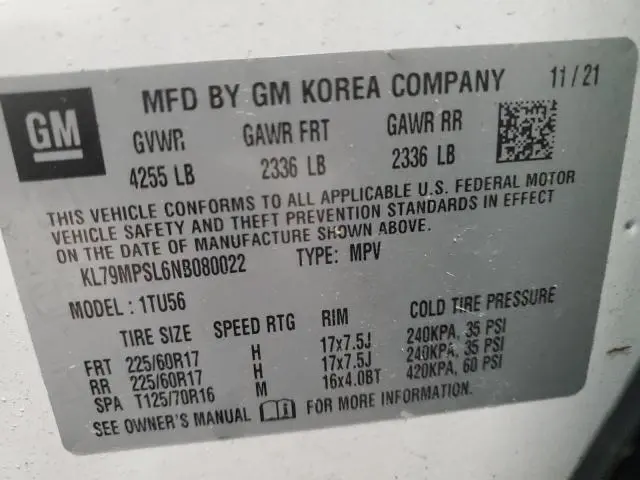 GM
MFD BY GM KOREA COMPANY 11/21
GVWR GAWR FRT GAWR RR
4255 LB 2336 LB 2336 LB
THIS VEHICLE CONFORMS TO ALL APPLICABLE U.S. FEDERAL MOTOR
VEHICLE SAFETY AND THEFT PREVENTION STANDARDS IN EFFECT
ON THE DATE OF MANUFACTURE SHOWN ABOVE.
KL79MPSL6NB080022 TYPE: MPV
MODEL: 1TU56
TIRE SIZE SPEED RTG RIM COLD TIRE PRESSURE
FRT 225/60R17 H 17x7.5J 240KPA, 35 PSI
RR 225/60R17 H 17x7.5J 240KPA, 35 PSI
SPA T125/70R16 M 16x4.0BT 420KPA, 60 PSI
SEE OWNER'S MANUAL FOR MORE INFORMATION.